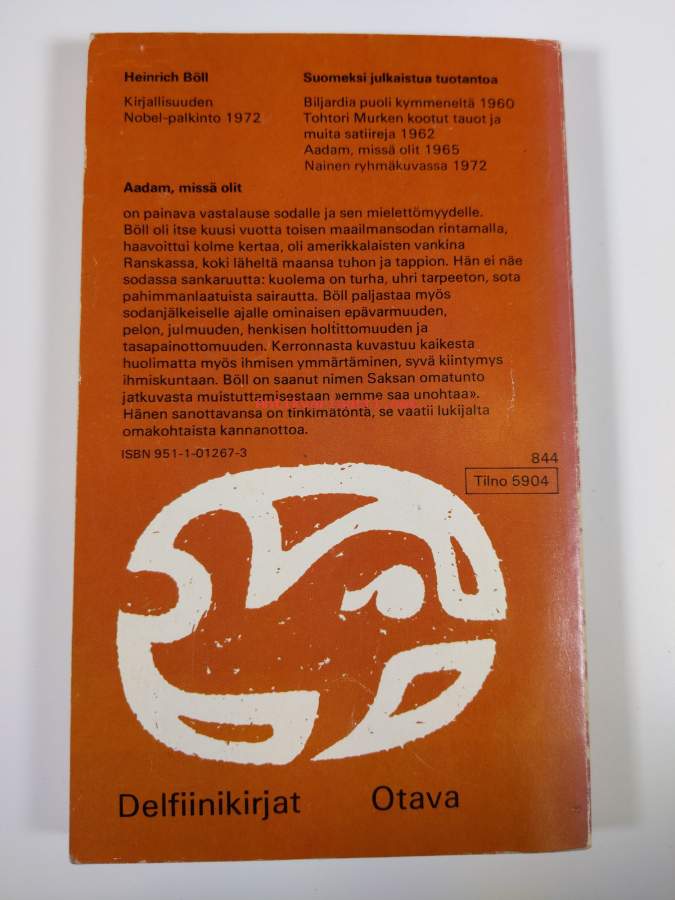 Heinrich Böll
Kirjallisuuden
Nobel-palkinto 1972
Suomeksi julkaistua tuotantoa
Biljardia puoli kymmeneltä 1960
Tohtori Murken kootut tauot ja
muita satiireja 1962
Aadam, missä olit 1965
Nainen ryhmäkuvassa 1972
Aadam, missä olit
on painava vastalause sodalle ja sen mielettömyydelle.
Böll oli itse kuusi vuotta toisen maailmansodan rintamalla,
haavoittui kolme kertaa, oli amerikkalaisten vankina
Ranskassa, koki läheltä maansa tuhon ja tappion. Hän ei näe
sodassa sankaruutta: kuolema on turha, uhri tarpeeton, sota
pahimmanlaatuista sairautta. Böll paljastaa myös
sodanjälkeiselle ajalle ominaisen epävarmuuden,
pelon, julmuuden, henkisen holtittomuuden ja
tasapainottomuuden. Kerronnasta kuvastuu kaikesta
huolimatta myös ihmisen ymmärtäminen, syvä kiintymys
ihmiskuntaan. Böll on saanut nimen Saksan omatunto
jatkuvasta muistuttamisestaan »emme saa unohtaa».
Hänen sanottavansa on tinkimätöntä, se vaatii lukijalta
omakohtaista kannanottoa.
ISBN 951-1-01267-3
844
Tilno 5904
Delfiinikirjat
Otava